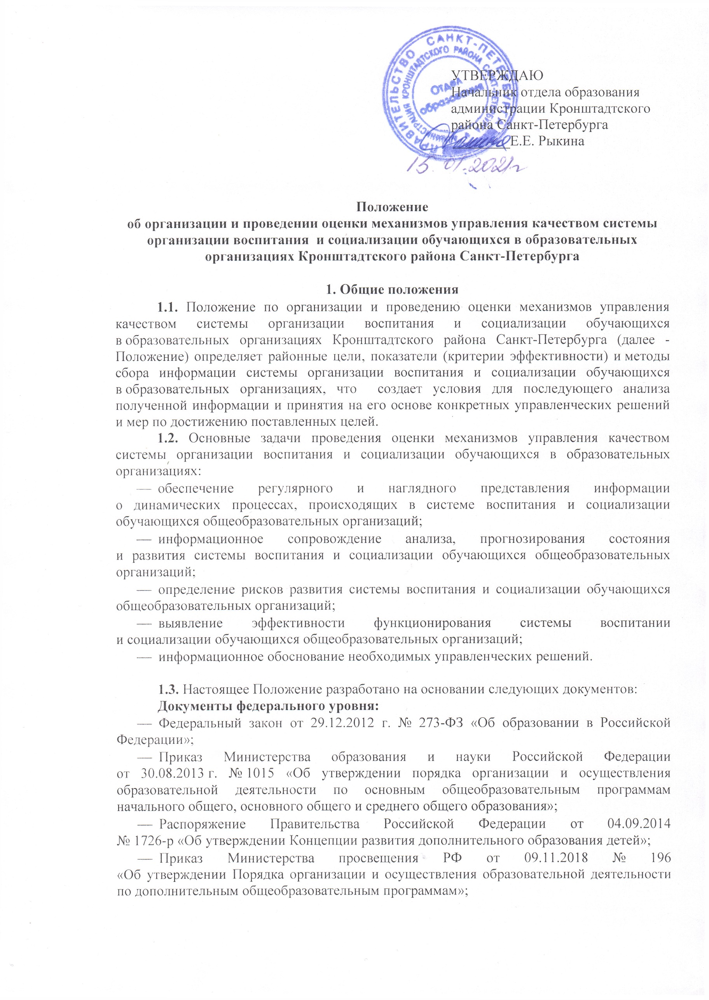 ПРАВИТЕЛЬСТВО САНКТ-ПЕТЕРБУРГА
АДМИНИСТРАЦИЯ КРОНШТАДТСКОГО РАЙОНА САНКТ-ПЕТЕРБУРГА
Отдел
образования
УТВЕРЖДАЮ
Начальник отдела образования
администрации Кронштадтского
района Санкт-Петербурга
________Е.Е. Рыкина
15.01.2021г
Положение
об организации и проведении оценки механизмов управления качеством системы
организации воспитания и социализации обучающихся в образовательных
организациях Кронштадтского района Санкт-Петербурга
1. Общие положения
1.1. Положение по организации и проведению оценки механизмов управления
качеством системы организации воспитания и социализации обучающихся
в образовательных организациях Кронштадтского района Санкт-Петербурга (далее -
Положение) определяет районные цели, показатели (критерии эффективности) и методы
сбора информации системы организации воспитания и социализации обучающихся
в образовательных организациях, что создает условия для последующего анализа
полученной информации и принятия на его основе конкретных управленческих решений
и мер по достижению поставленных целей.
1.2. Основные задачи проведения оценки механизмов управления качеством
системы организации воспитания и социализации обучающихся в образовательных
организациях:
— обеспечение регулярного и наглядного представления информации
о динамических процессах, происходящих в системе воспитания и социализации
обучающихся общеобразовательных организаций;
— информационное сопровождение анализа, прогнозирования состояния
и развития системы воспитания и социализации обучающихся общеобразовательных
организаций;
— определение рисков развития системы воспитания и социализации обучающихся
общеобразовательных организаций;
— выявление эффективности функционирования системы воспитании
и социализации обучающихся общеобразовательных организаций;
— информационное обоснование необходимых управленческих решений.
1.3. Настоящее Положение разработано на основании следующих документов:
Документы федерального уровня:
— Федеральный закон от 29.12.2012 г. № 273-ФЗ «Об образовании в Российской
Федерации»;
— Приказ Министерства образования и науки Российской Федерации
от 30.08.2013 г. № 1015 «Об утверждении порядка организации и осуществления
образовательной деятельности по основным общеобразовательным программам
начального общего, основного общего и среднего общего образования»;
— Распоряжение Правительства Российской Федерации от 04.09.2014
№ 1726-р «Об утверждении Концепции развития дополнительного образования детей»;
— Приказ Министерства просвещения РФ от 09.11.2018 № 196
«Об утверждении Порядка организации и осуществления образовательной деятельности
по дополнительным общеобразовательным программам»;